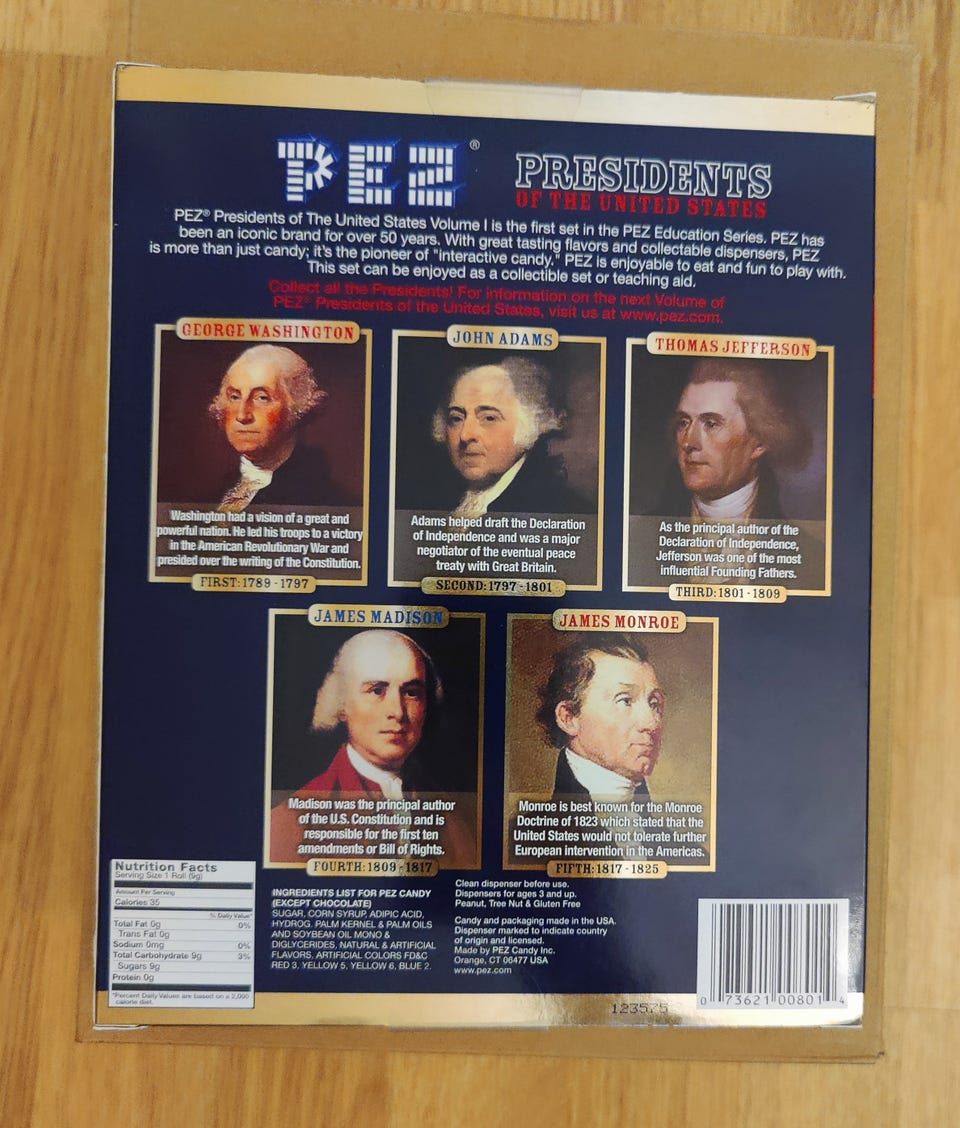 PEZ®
PRESIDENTS
OF THE UNITED STATES
PEZ® Presidents of The United States Volume I is the first set in the PEZ Education Series. PEZ has
been an iconic brand for over 50 years. With great tasting flavors and collectable dispensers, PEZ
is more than just candy; it's the pioneer of "interactive candy." PEZ is enjoyable to eat and fun to play with.
This set can be enjoyed as a collectible set or teaching aid.
Collect all the Presidents! For information on the next Volume of
PEZ® Presidents of the United States, visit us at www.pez.com.
GEORGE WASHINGTON
Washington had a vision of a great and
powerful nation. He led his troops to a victory
in the American Revolutionary War and
presided over the writing of the Constitution.
FIRST: 1789 - 1797
JOHN ADAMS
Adams helped draft the Declaration
of Independence and was a major
negotiator of the eventual peace
treaty with Great Britain.
SECOND: 1797 - 1801
THOMAS JEFFERSON
As the principal author of the
Declaration of Independence,
Jefferson was one of the most
influential Founding Fathers.
THIRD: 1801 - 1809
JAMES MADISON
Madison was the principal author
of the U.S. Constitution and is
responsible for the first ten
amendments or Bill of Rights.
FOURTH: 1809 - 1817
JAMES MONROE
Monroe is best known for the Monroe
Doctrine of 1823 which stated that the
United States would not tolerate further
European intervention in the Americas.
FIFTH: 1817 - 1825
Nutrition Facts
Serving Size 1 Roll (9g)
Amount Per Serving
Calories 35
% Daily Value*
Total Fat 0g 0%
Trans Fat 0g
Sodium 0mg 0%
Total Carbohydrate 9g 3%
Sugars 9g
Protein 0g
*Percent Daily Values are based on a 2,000
calorie diet.
INGREDIENTS LIST FOR PEZ CANDY
(EXCEPT CHOCOLATE)
SUGAR, CORN SYRUP, ADIPIC ACID,
HYDROG. PALM KERNEL & PALM OILS
AND SOYBEAN OIL MONO &
DIGLYCERIDES, NATURAL & ARTIFICIAL
FLAVORS, ARTIFICIAL COLORS FD&C
RED 3, YELLOW 5, YELLOW 6, BLUE 2.
Clean dispenser before use.
Dispensers for ages 3 and up.
Peanut, Tree Nut & Gluten Free
Candy and packaging made in the USA.
Dispenser marked to indicate country
of origin and licensed.
Made by PEZ Candy Inc.
Orange, CT 06477 USA
www.pez.com
0 73621 00801 4
123575